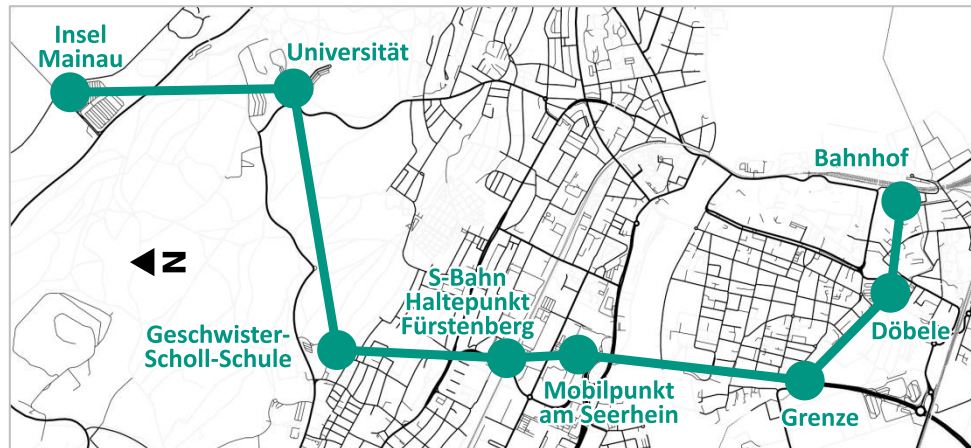 Insel
Mainau
Universität
Bahnhof
N
S-Bahn
Haltepunkt
Fürstenberg
Geschwister-
Scholl-Schule
Döbele
Mobilpunkt
am Seerhein
Grenze